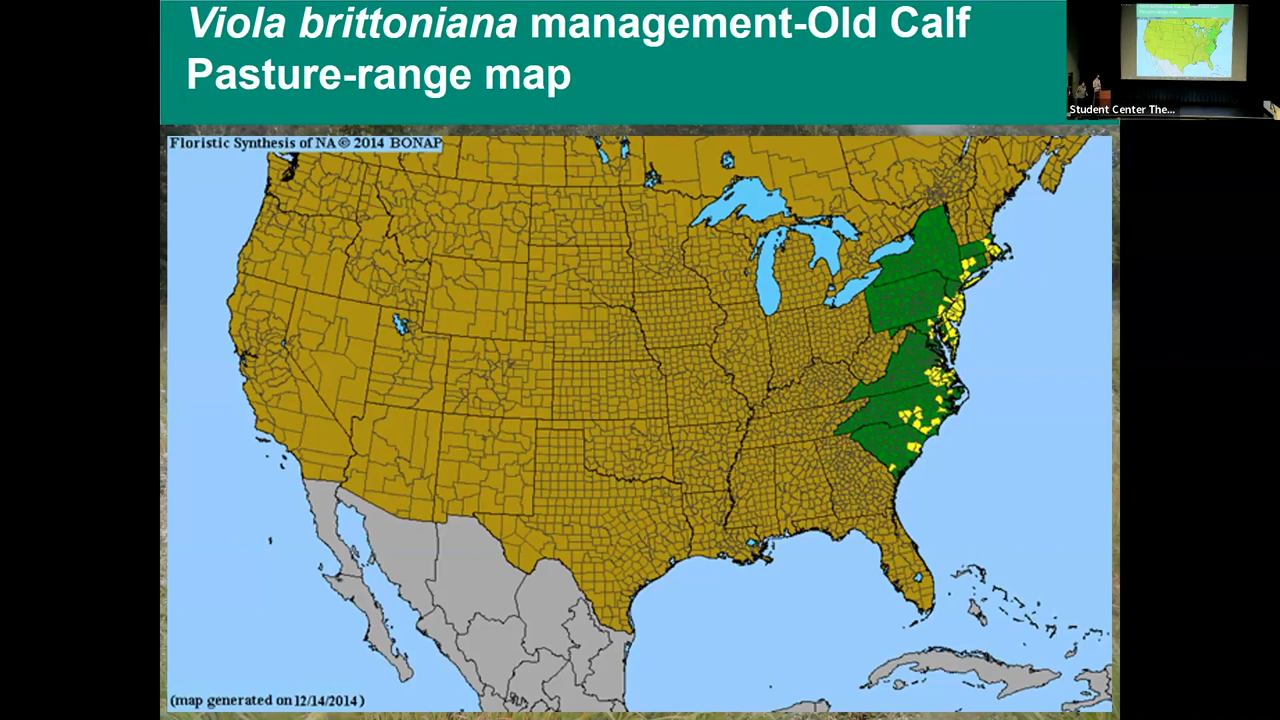 Viola brittoniana management-Old Calf
Pasture-range map
Student Center The...
Floristic Synthesis of NA © 2014 BONAP
(map generated on 12/14/2014)